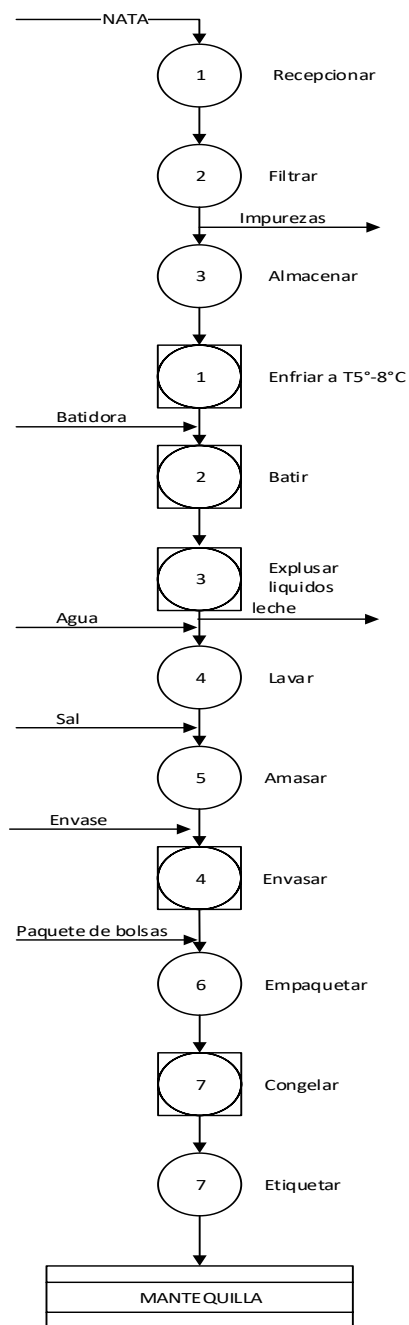 NATA
1 Recepcionar
2 Filtrar
Impurezas
3 Almacenar
1 Enfriar a T5°-8°C
Batidora
2 Batir
3 Explusar
liquidos
leche
Agua
4 Lavar
Sal
5 Amasar
Envase
4 Envasar
Paquete de bolsas
6 Empaquetar
7 Congelar
7 Etiquetar
MANTEQUILLA